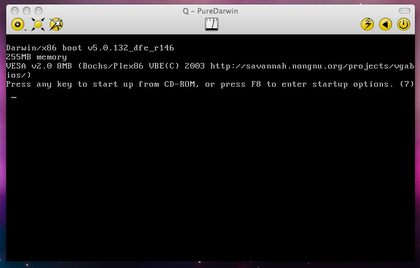 Q - PureDarwin
Darwin/x86 boot v5.0.132_dfe_r146
255MB memory
VESA v2.0 8MB (Bochs/Plex86 VBE(C) 2003 http://savannah.nongnu.org/projects/vgab
ios/)
Press any key to start up from CD-ROM, or press F8 to enter startup options. (7)